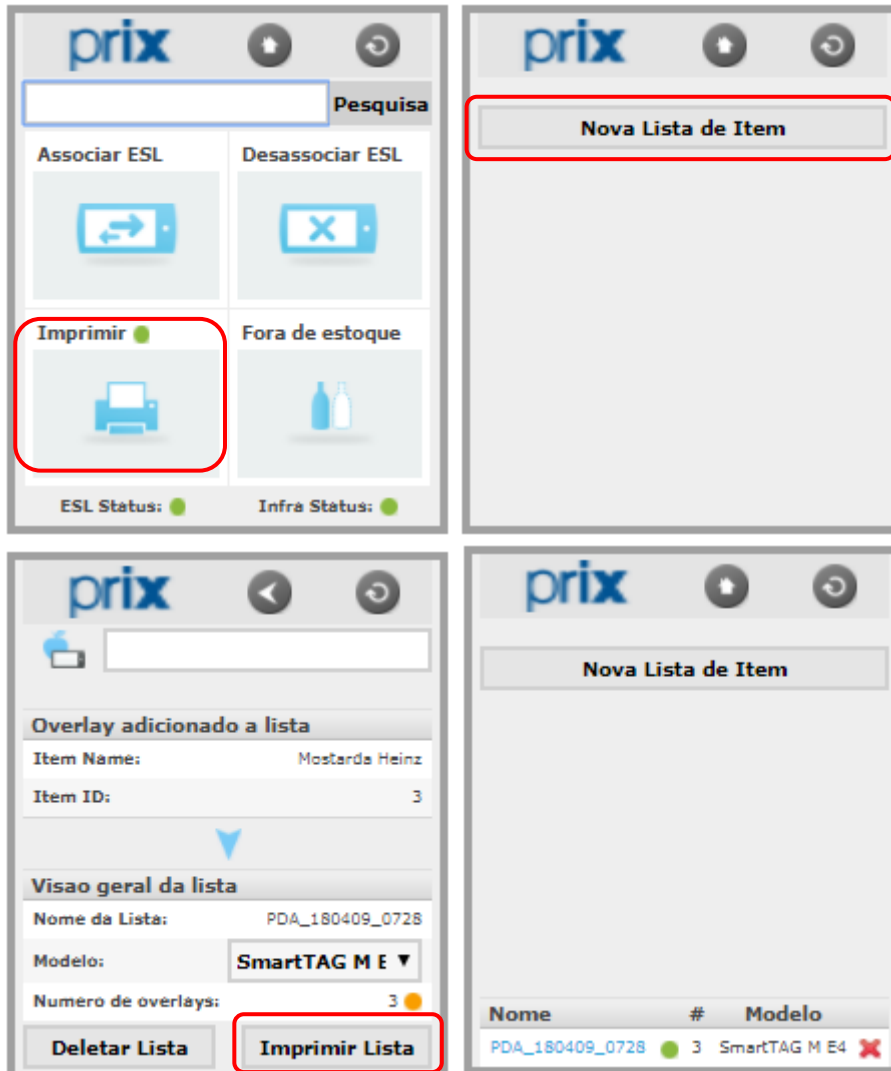 prix
Pesquisa
Associar ESL
Desassociar ESL
Imprimir
Fora de estoque
ESL Status:
Infra Status:
prix
Nova Lista de Item
prix
Overlay adicionado a lista
Item Name: Mostarda Heinz
Item ID: 3
Visao geral da lista
Nome da Lista: PDA_180409_0728
Modelo: SmartTAG M E
Numero de overlays: 3
Deletar Lista
Imprimir Lista
prix
Nova Lista de Item
Nome # Modelo
PDA_180409_0728 3 SmartTAG M E4